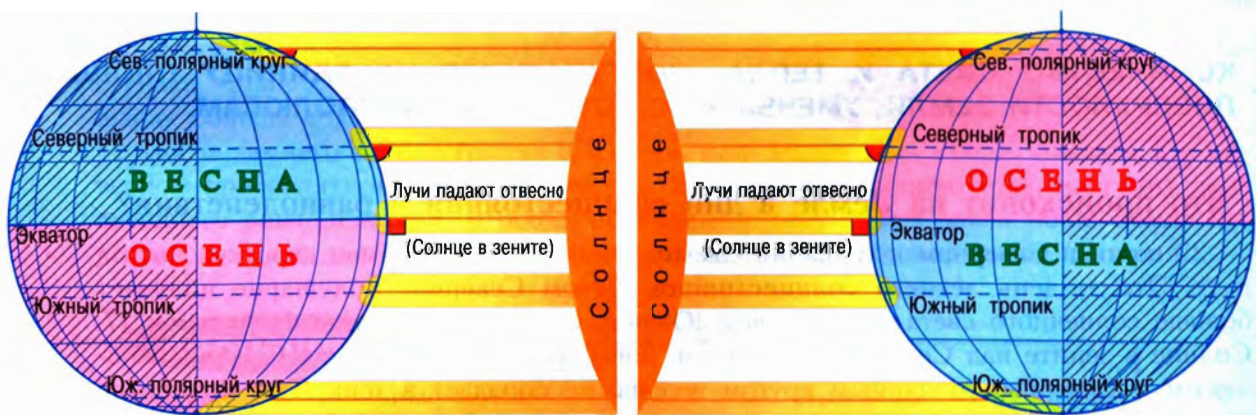 Сев. полярный круг
Северный тропик
ВЕСНА
Экватор
ОСЕНЬ
Южный тропик
Юж. полярный круг
Лучи падают отвесно
(Солнце в зените)
Солнце
Солнце
Лучи падают отвесно
(Солнце в зените)
Сев. полярный круг
Северный тропик
ОСЕНЬ
Экватор
ВЕСНА
Южный тропик
Юж. полярный круг